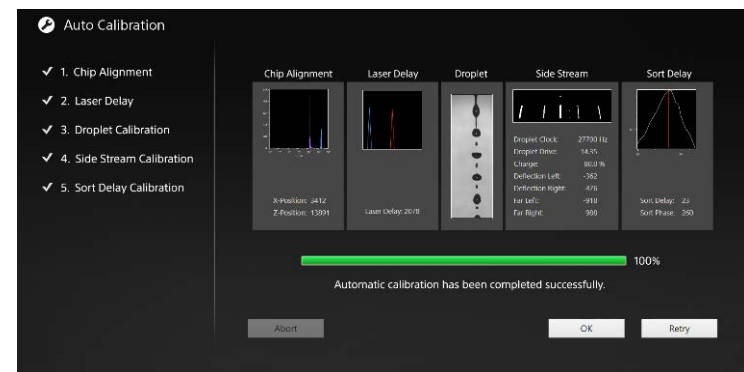 Auto Calibration
✔ 1. Chip Alignment
✔ 2. Laser Delay
✔ 3. Droplet Calibration
✔ 4. Side Stream Calibration
✔ 5. Sort Delay Calibration
Chip Alignment
X-Position: 3412
Z-Position: 13891
Laser Delay
Laser Delay: 2078
Droplet
Side Stream
Droplet Clock: 27700 Hz
Droplet Drive: 14.35
Charge: 80.0 %
Deflection Left: -362
Deflection Right: 476
Far Left: -918
Far Right: 980
Sort Delay
Sort Delay: 23
Sort Phase: 260
100%
Automatic calibration has been completed successfully.
Abort
OK
Retry